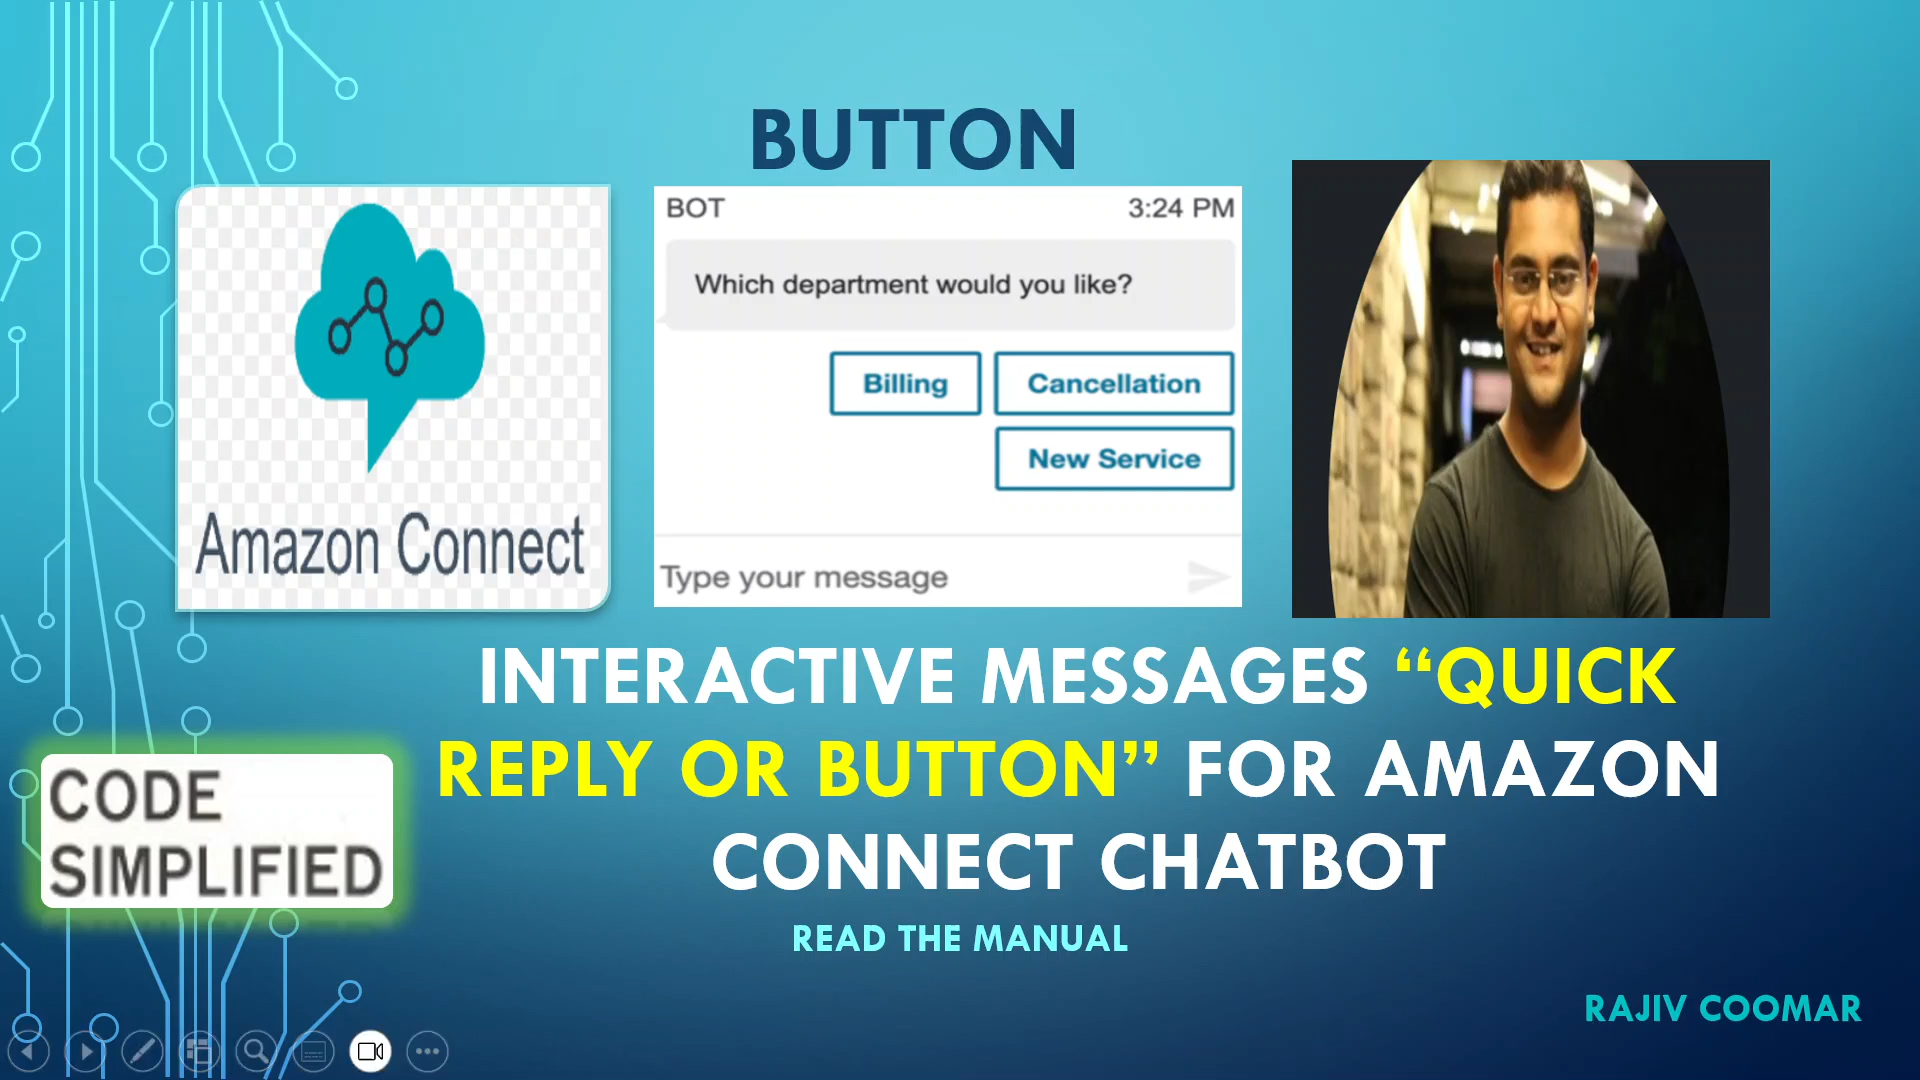 BUTTON
Amazon Connect
BOT
3:24 PM
Which department would you like?
Billing
Cancellation
New Service
Type your message
INTERACTIVE MESSAGES “QUICK
REPLY OR BUTTON” FOR AMAZON
CONNECT CHATBOT
CODE
SIMPLIFIED
READ THE MANUAL
RAJIV COOMAR